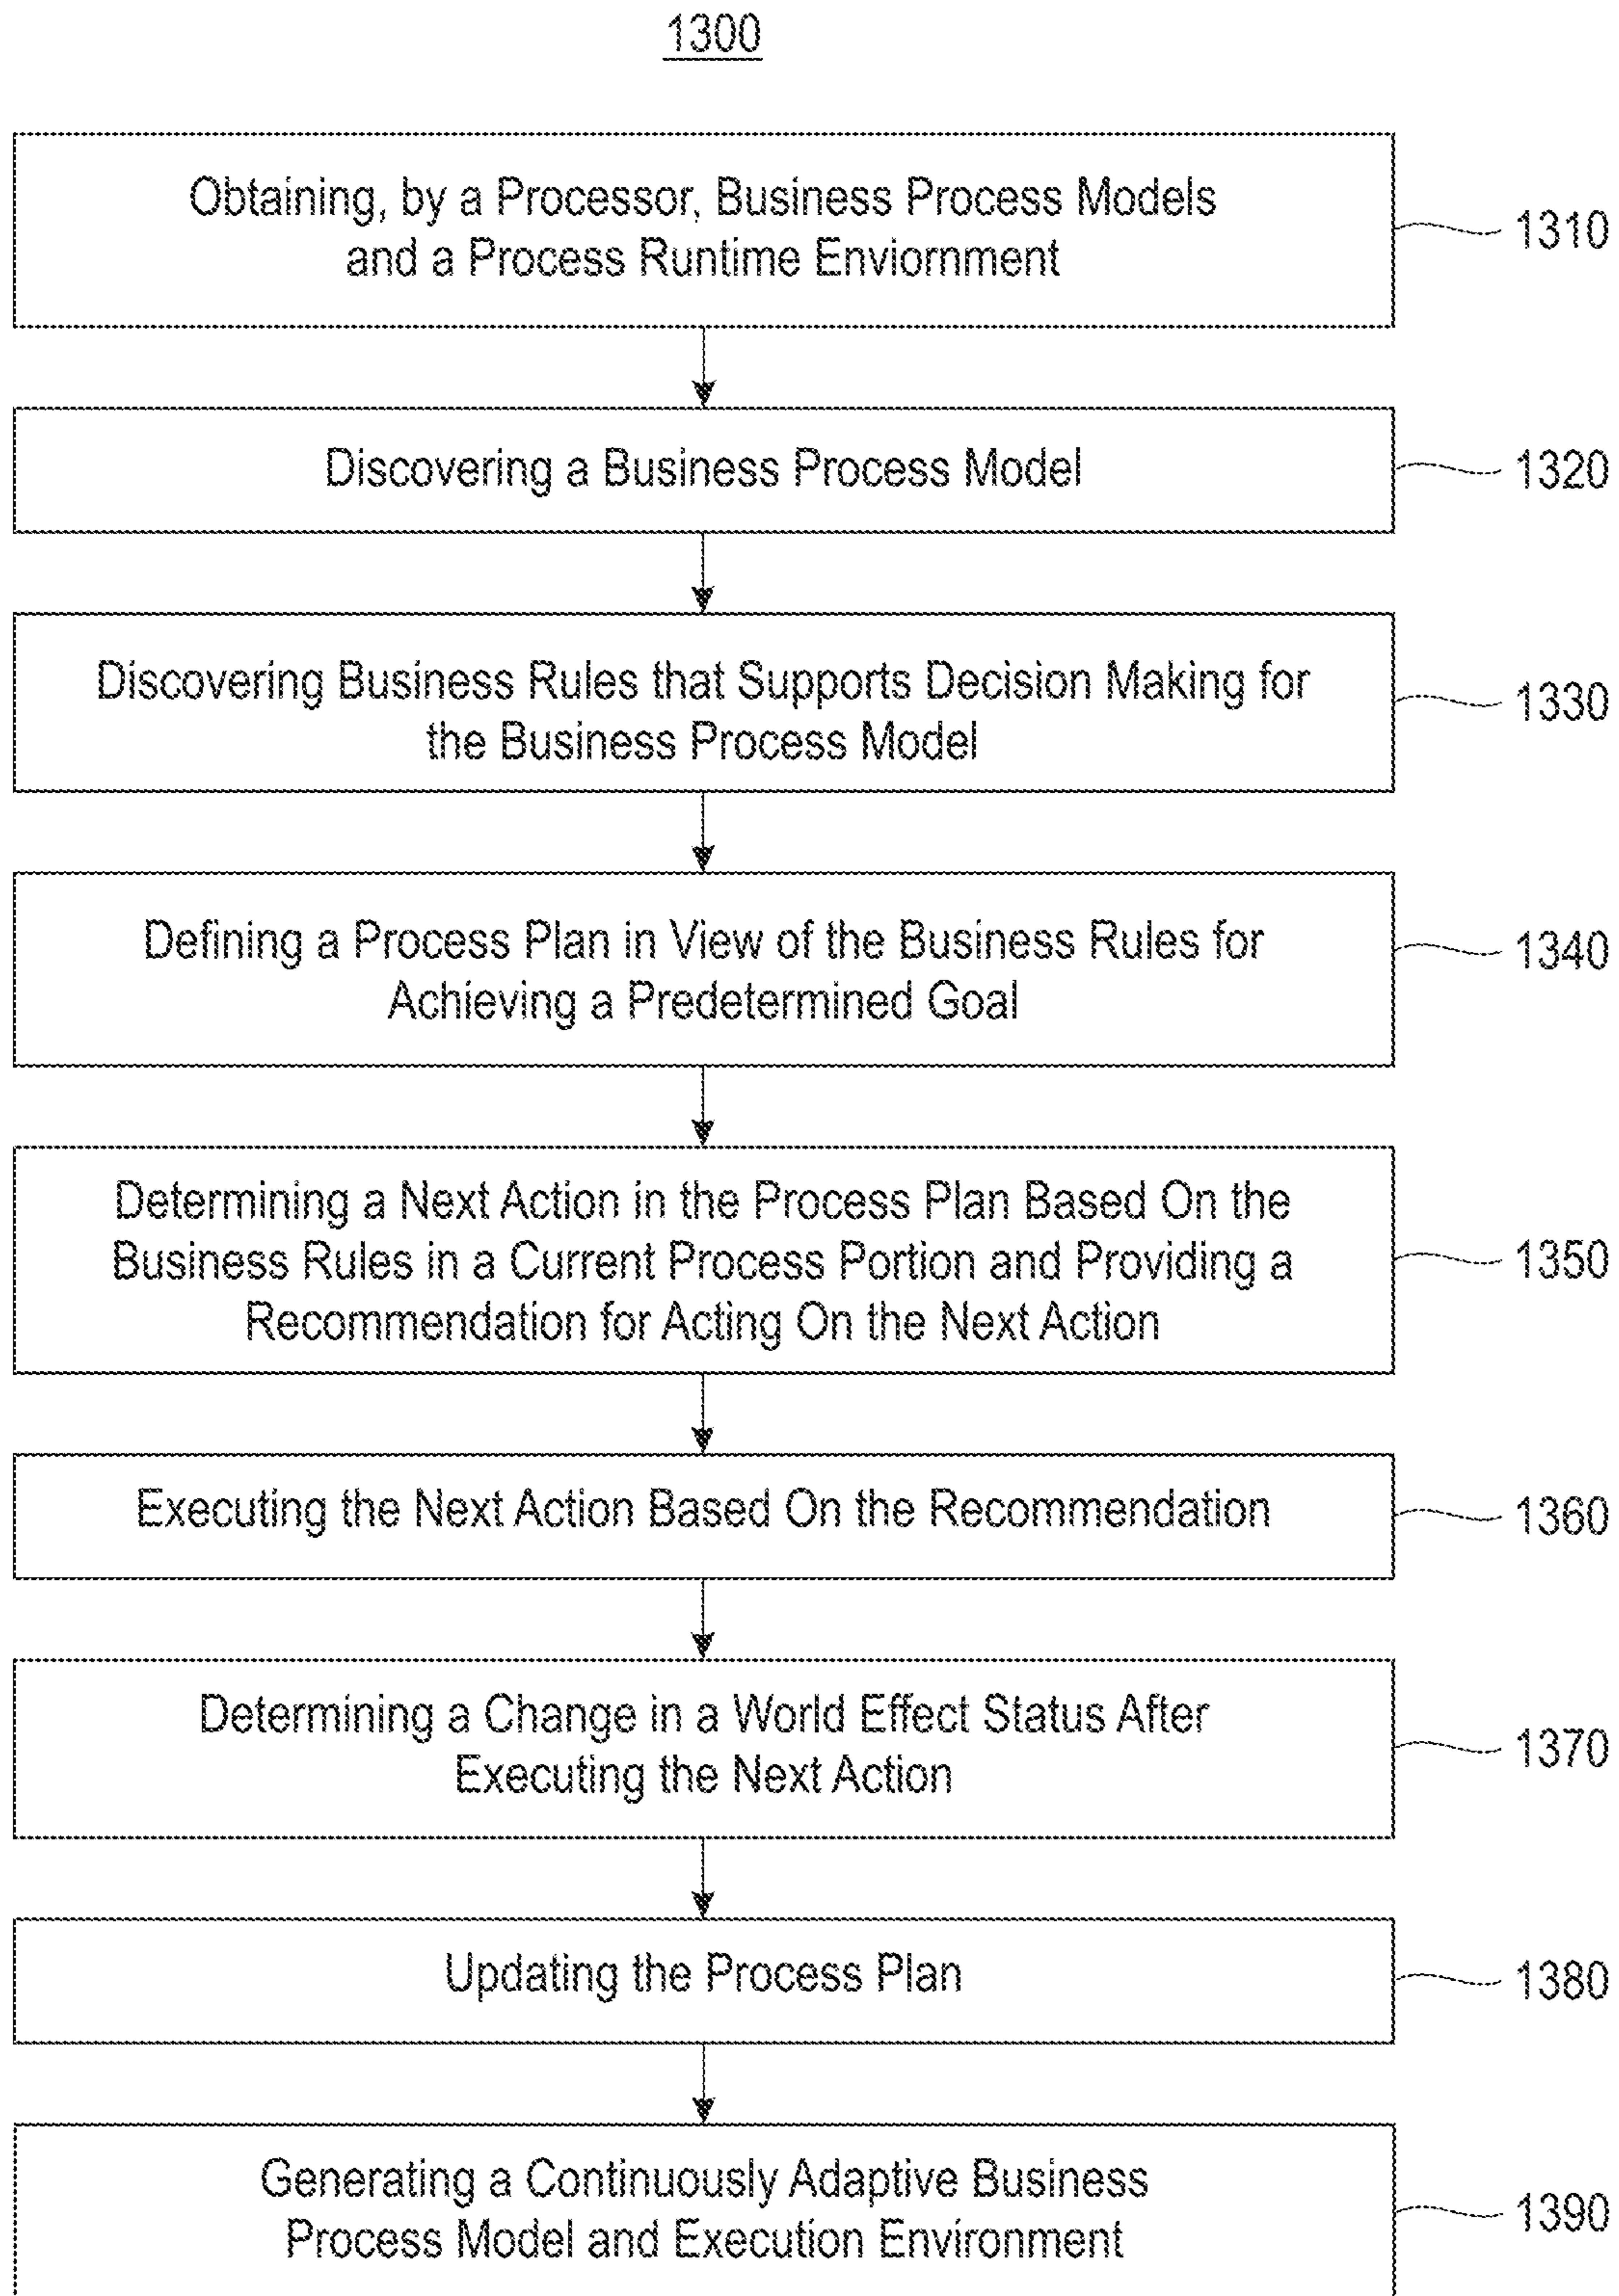 1300
Obtaining, by a Processor, Business Process Models
and a Process Runtime Enviornment
1310
Discovering a Business Process Model
1320
Discovering Business Rules that Supports Decision Making for
the Business Process Model
1330
Defining a Process Plan in View of the Business Rules for
Achieving a Predetermined Goal
1340
Determining a Next Action in the Process Plan Based On the
Business Rules in a Current Process Portion and Providing a
Recommendation for Acting On the Next Action
1350
Executing the Next Action Based On the Recommendation
1360
Determining a Change in a World Effect Status After
Executing the Next Action
1370
Updating the Process Plan
1380
Generating a Continuously Adaptive Business
Process Model and Execution Environment
1390